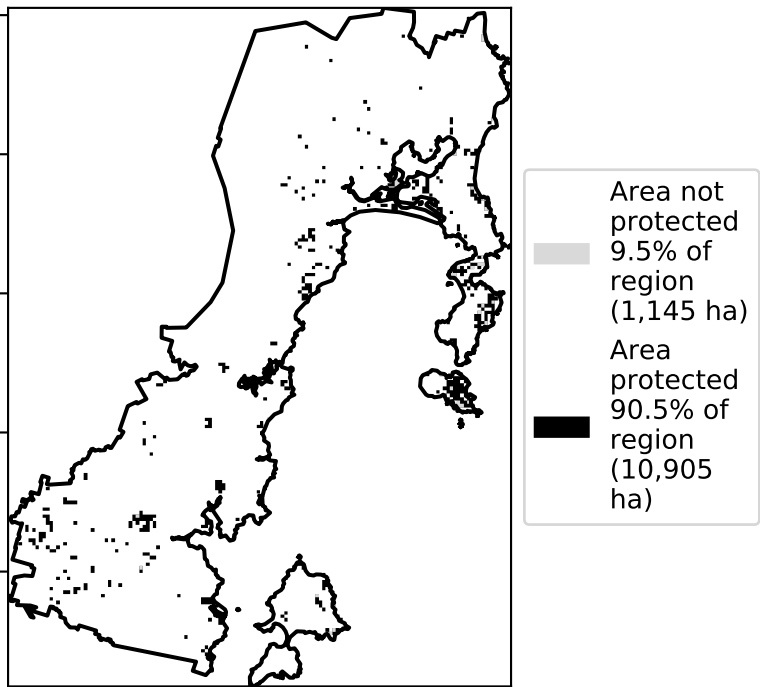 Area not
protected
9.5% of
region
(1,145 ha)
Area
protected
90.5% of
region
(10,905
ha)